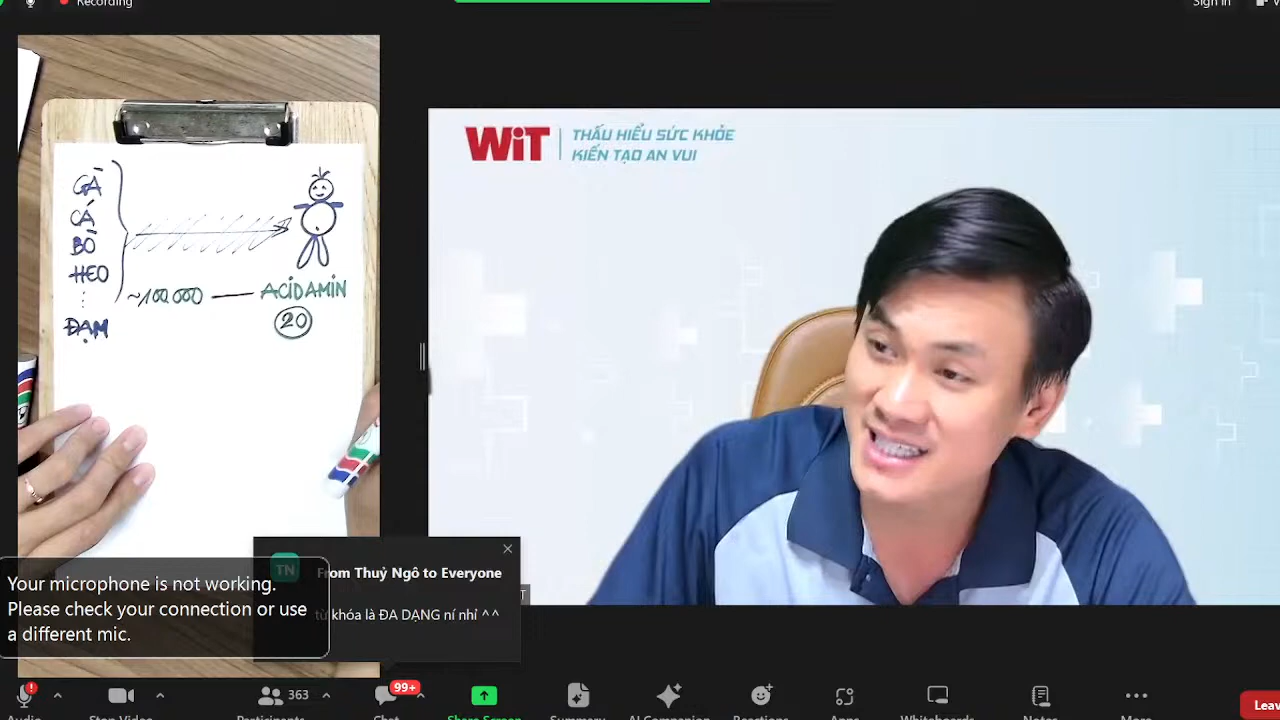 Recording
Sign in
GÀ
CÁ
BÒ
HEO
⋮
ĐẠM
~100.000 — ACIDAMIN
20
WiT
THẤU HIỂU SỨC KHỎE
KIẾN TẠO AN VUI
TN
From Thuỷ Ngô to Everyone
từ khóa là ĐA DẠNG ní nhỉ ^^
Your microphone is not working.
Please check your connection or use
a different mic.
363
99+
Audio
Stop Video
Participants
Chat
Share Screen
Summary
AI Companion
Reactions
Apps
Whiteboards
Notes
More
Leav